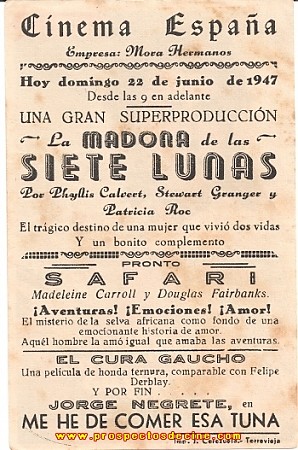 Cinema España
Empresa: Mora Hermanos
Hoy domingo 22 de junio de 1947
Desde las 9 en adelante
UNA GRAN SUPERPRODUCCIÓN
La MADONA de las
SIETE LUNAS
Por Phyllis Calvert, Stewart Granger y
Patricia Roc
El trágico destino de una mujer que vivió dos vidas
Y un bonito complemento
PRONTO
SAFARI
Madeleine Carroll y Douglas Fairbanks.
¡Aventuras! ¡Emociones! ¡Amor!
El misterio de la selva africana como fondo de una
emocionante historia de amor.
Aquél hombre la amó igual que amaba las aventuras.
EL CURA GAUCHO
Una película de honda ternura, comparable con Felipe
Derblay.
Y POR FIN . . .
JORGE NEGRETE, en
ME HE DE COMER ESA TUNA
www.prospectosdecine.com
Torrevieja